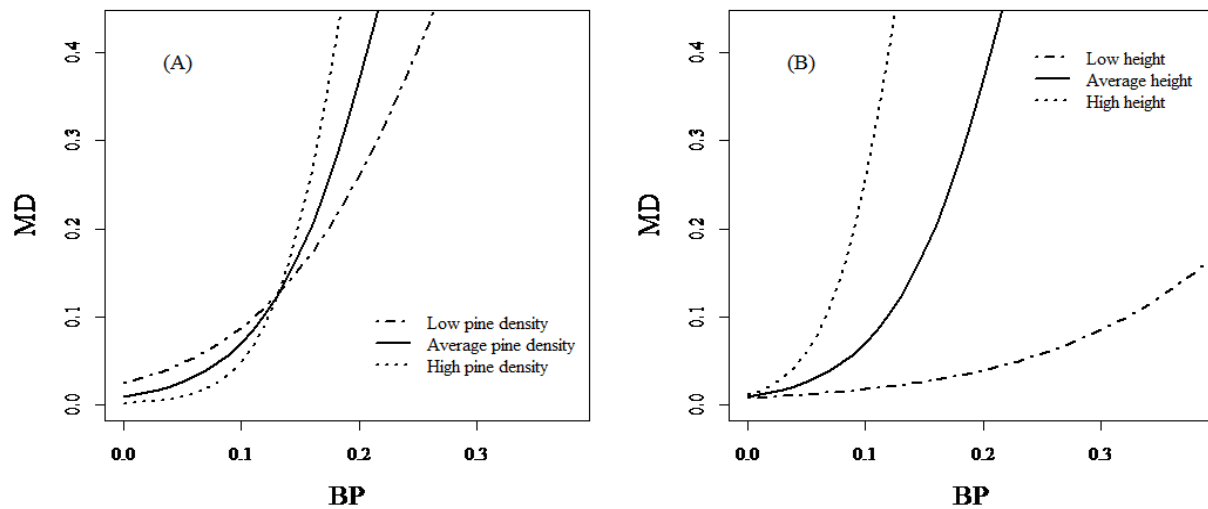 (A)
MD
0.0
0.1
0.2
0.3
0.4
Low pine density
Average pine density
High pine density
0.0 0.1 0.2 0.3
BP
(B)
MD
0.0
0.1
0.2
0.3
0.4
Low height
Average height
High height
0.0 0.1 0.2 0.3
BP